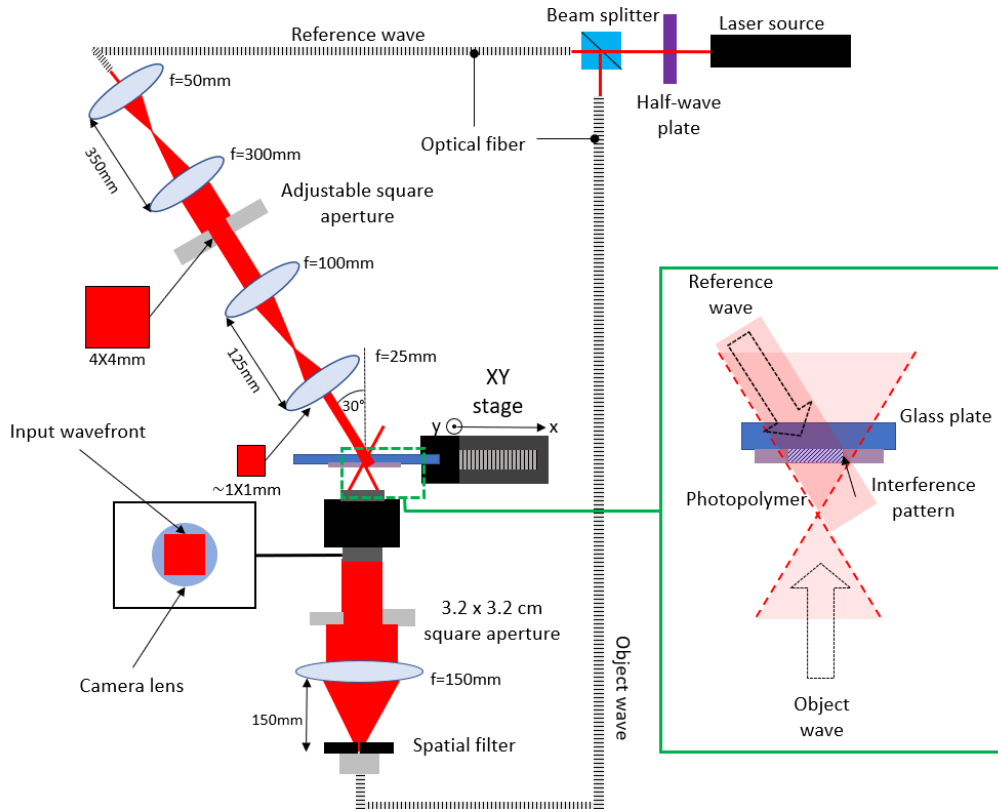 Beam splitter
Laser source
Reference wave
f=50mm
Half-wave
plate
Optical fiber
350mm
f=300mm
Adjustable square
aperture
f=100mm
4X4mm
125mm
f=25mm
30°
XY
stage
y
x
Input wavefront
~1X1mm
Reference
wave
Glass plate
Photopolymer
Interference
pattern
3.2 x 3.2 cm
square aperture
Object wave
Camera lens
f=150mm
150mm
Spatial filter
Object
wave